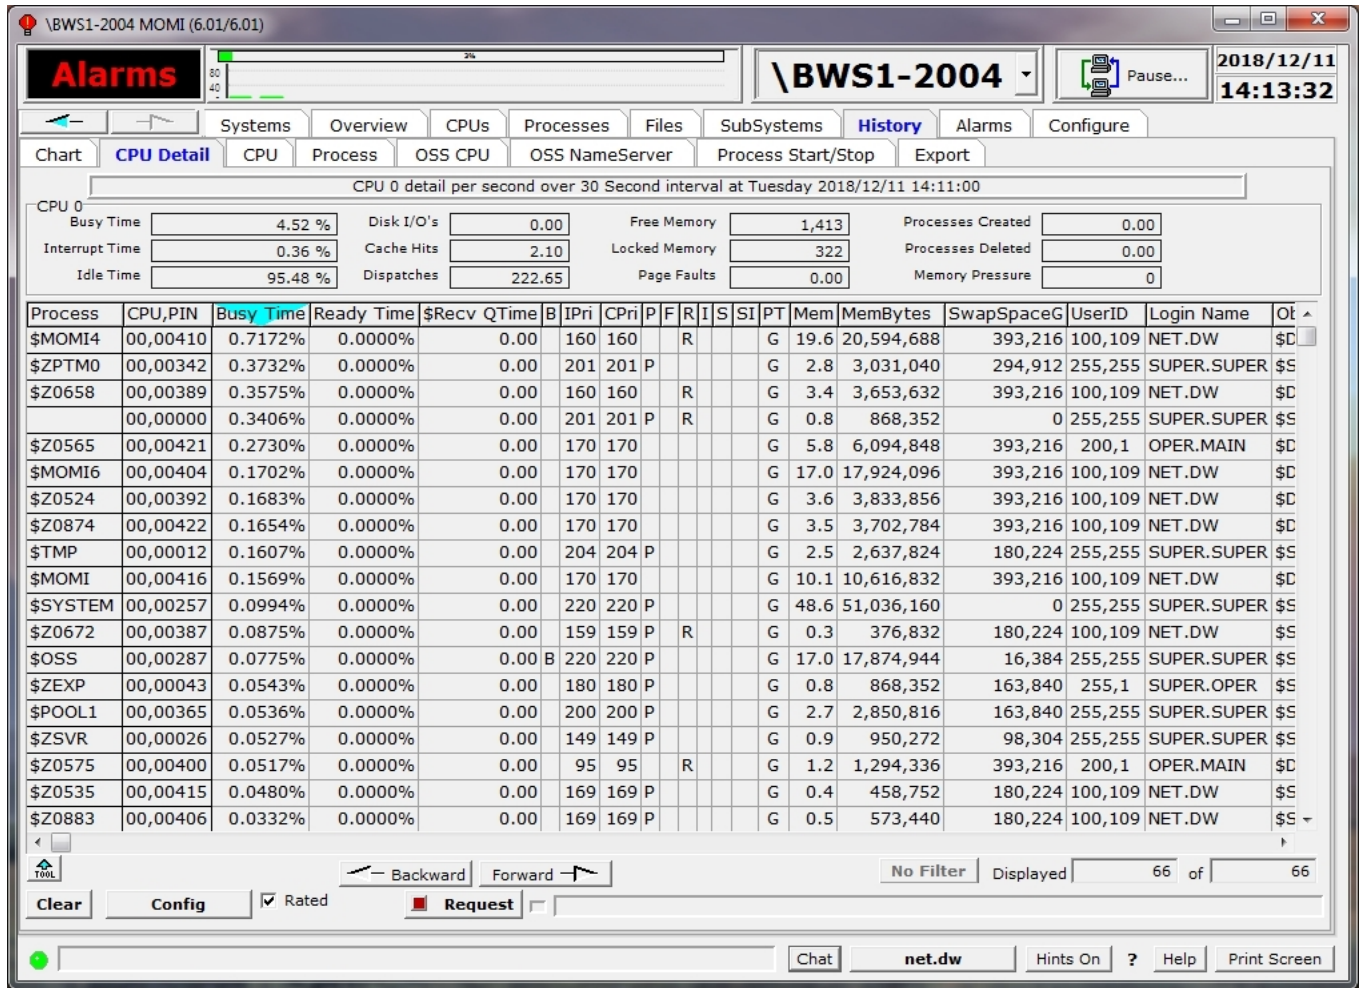 \BWS1-2004 MOMI (6.01/6.01)
Alarms
3%
80
40
\BWS1-2004
Pause...
2018/12/11
14:13:32
Systems Overview CPUs Processes Files SubSystems History Alarms Configure
Chart CPU Detail CPU Process OSS CPU OSS NameServer Process Start/Stop Export
CPU 0 detail per second over 30 Second interval at Tuesday 2018/12/11 14:11:00
CPU 0
Busy Time 4.52 % Disk I/O's 0.00 Free Memory 1,413 Processes Created 0.00
Interrupt Time 0.36 % Cache Hits 2.10 Locked Memory 322 Processes Deleted 0.00
Idle Time 95.48 % Dispatches 222.65 Page Faults 0.00 Memory Pressure 0
Process CPU,PIN Busy Time Ready Time $Recv QTime B IPri CPri P F R I S SI PT Mem MemBytes SwapSpaceG UserID Login Name Ob
$MOMI4 00,00410 0.7172% 0.0000% 0.00 160 160 R G 19.6 20,594,688 393,216 100,109 NET.DW $D
$ZPTM0 00,00342 0.3732% 0.0000% 0.00 201 201 P G 2.8 3,031,040 294,912 255,255 SUPER.SUPER $S
$Z0658 00,00389 0.3575% 0.0000% 0.00 160 160 R G 3.4 3,653,632 393,216 100,109 NET.DW $D
00,00000 0.3406% 0.0000% 0.00 201 201 P R G 0.8 868,352 0 255,255 SUPER.SUPER $S
$Z0565 00,00421 0.2730% 0.0000% 0.00 170 170 G 5.8 6,094,848 393,216 200,1 OPER.MAIN $D
$MOMI6 00,00404 0.1702% 0.0000% 0.00 170 170 G 17.0 17,924,096 393,216 100,109 NET.DW $D
$Z0524 00,00392 0.1683% 0.0000% 0.00 170 170 G 3.6 3,833,856 393,216 100,109 NET.DW $D
$Z0874 00,00422 0.1654% 0.0000% 0.00 170 170 G 3.5 3,702,784 393,216 100,109 NET.DW $D
$TMP 00,00012 0.1607% 0.0000% 0.00 204 204 P G 2.5 2,637,824 180,224 255,255 SUPER.SUPER $S
$MOMI 00,00416 0.1569% 0.0000% 0.00 170 170 G 10.1 10,616,832 393,216 100,109 NET.DW $D
$SYSTEM 00,00257 0.0994% 0.0000% 0.00 220 220 P G 48.6 51,036,160 0 255,255 SUPER.SUPER $S
$Z0672 00,00387 0.0875% 0.0000% 0.00 159 159 P R G 0.3 376,832 180,224 100,109 NET.DW $S
$OSS 00,00287 0.0775% 0.0000% 0.00 B 220 220 P G 17.0 17,874,944 16,384 255,255 SUPER.SUPER $S
$ZEXP 00,00043 0.0543% 0.0000% 0.00 180 180 P G 0.8 868,352 163,840 255,1 SUPER.OPER $S
$POOL1 00,00365 0.0536% 0.0000% 0.00 200 200 P G 2.7 2,850,816 163,840 255,255 SUPER.SUPER $S
$ZSVR 00,00026 0.0527% 0.0000% 0.00 149 149 P G 0.9 950,272 98,304 255,255 SUPER.SUPER $S
$Z0575 00,00400 0.0517% 0.0000% 0.00 95 95 R G 1.2 1,294,336 393,216 200,1 OPER.MAIN $D
$Z0535 00,00415 0.0480% 0.0000% 0.00 169 169 P G 0.4 458,752 180,224 100,109 NET.DW $S
$Z0883 00,00406 0.0332% 0.0000% 0.00 169 169 P G 0.5 573,440 180,224 100,109 NET.DW $S
TOOL Backward Forward No Filter Displayed 66 of 66
Clear Config Rated Request
Chat net.dw Hints On ? Help Print Screen